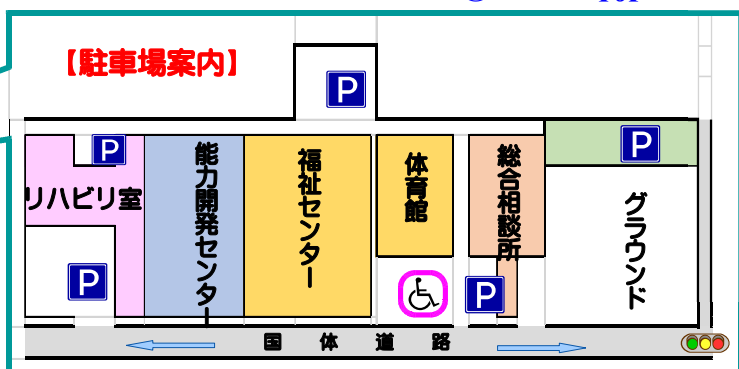 【駐車場案内】
P
P
P
リハビリ室
能力開発センター
福祉センター
体育館
総合相談所
グラウンド
P
P
国体道路